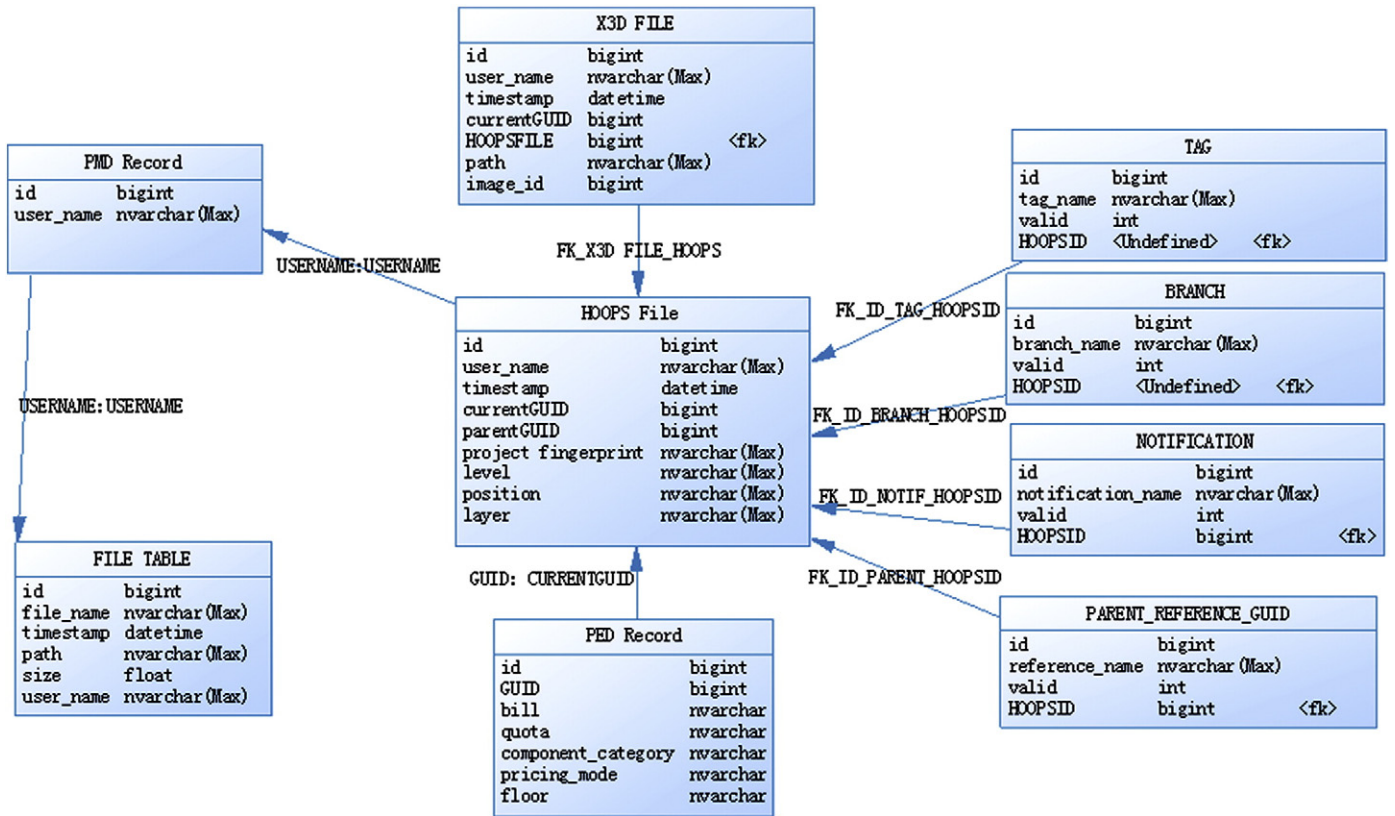 X3D FILE
id bigint
user_name nvarchar(Max)
timestamp datetime
currentGUID bigint
HOOPSFILE bigint <fk>
path nvarchar(Max)
image_id bigint
PMD Record
id bigint
user_name nvarchar(Max)
TAG
id bigint
tag_name nvarchar(Max)
valid int
HOOPSID <Undefined> <fk>
FK_X3D FILE_HOOPS
USERNAME:USERNAME
HOOPS File
id bigint
user_name nvarchar(Max)
timestamp datetime
currentGUID bigint
parentGUID bigint
project fingerprint nvarchar(Max)
level nvarchar(Max)
position nvarchar(Max)
layer nvarchar(Max)
FK_ID_TAG_HOOPSID
BRANCH
id bigint
branch_name nvarchar(Max)
valid int
HOOPSID <Undefined> <fk>
FK_ID_BRANCH_HOOPSID
USERNAME:USERNAME
NOTIFICATION
id bigint
notification_name nvarchar(Max)
valid int
HOOPSID bigint <fk>
FK_ID_NOTIF_HOOPSID
FILE TABLE
id bigint
file_name nvarchar(Max)
timestamp datetime
path nvarchar(Max)
size float
user_name nvarchar(Max)
GUID: CURRENTGUID
FK_ID_PARENT_HOOPSID
PED Record
id bigint
GUID bigint
bill nvarchar
quota nvarchar
component_category nvarchar
pricing_mode nvarchar
floor nvarchar
PARENT_REFERENCE_GUID
id bigint
reference_name nvarchar(Max)
valid int
HOOPSID bigint <fk>